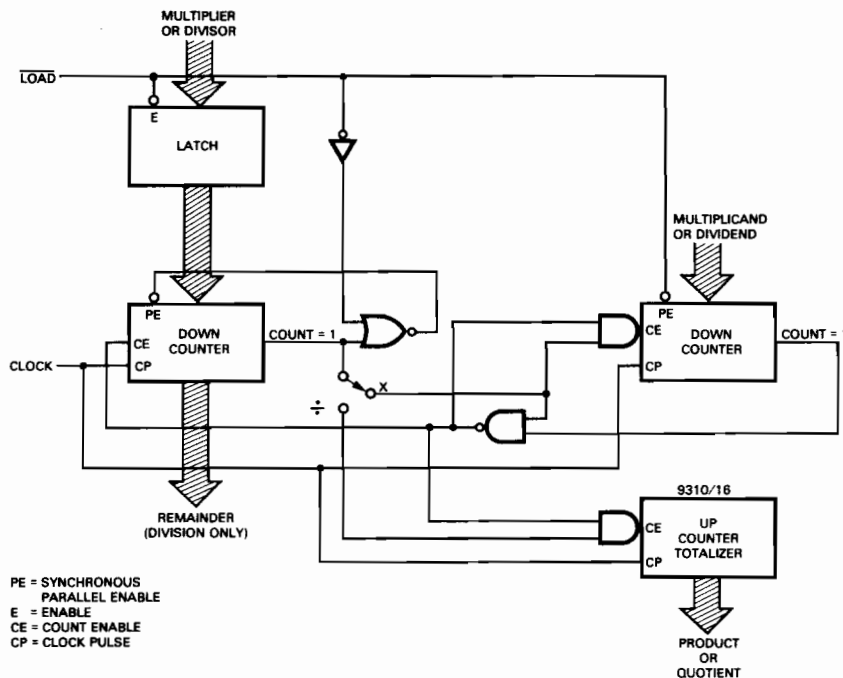 MULTIPLIER
OR DIVISOR
LOAD
E
LATCH
MULTIPLICAND
OR DIVIDEND
PE
DOWN
COUNTER
CE
CP
COUNT = 1
CLOCK
X
÷
PE
CE
DOWN
COUNTER
CP
COUNT =
REMAINDER
(DIVISION ONLY)
9310/16
CE
UP
COUNTER
TOTALIZER
CP
PE = SYNCHRONOUS
PARALLEL ENABLE
E = ENABLE
CE = COUNT ENABLE
CP = CLOCK PULSE
PRODUCT
OR
QUOTIENT